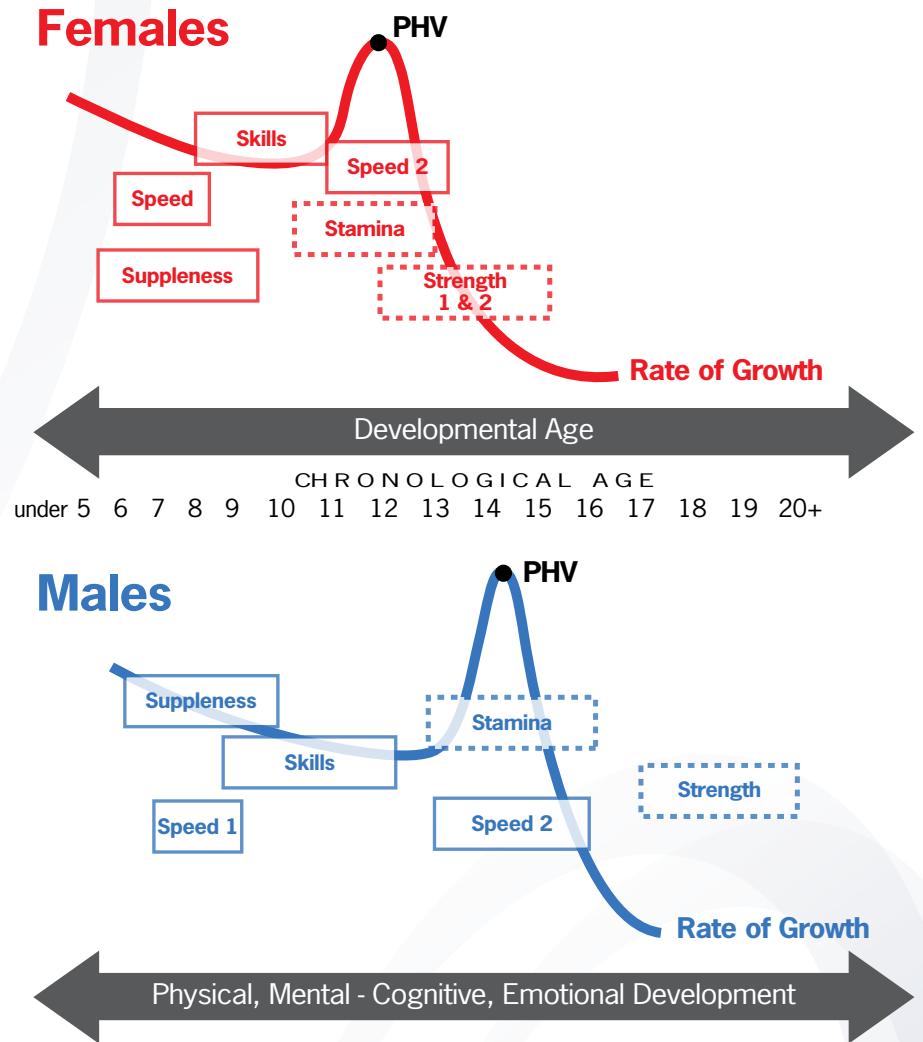 Females
PHV
Skills
Speed 2
Speed
Stamina
Suppleness
Strength
1 & 2
Rate of Growth
Developmental Age
CHRONOLOGICAL AGE
under 5 6 7 8 9 10 11 12 13 14 15 16 17 18 19 20+
Males
PHV
Suppleness
Stamina
Skills
Strength
Speed 1
Speed 2
Rate of Growth
Physical, Mental - Cognitive, Emotional Development